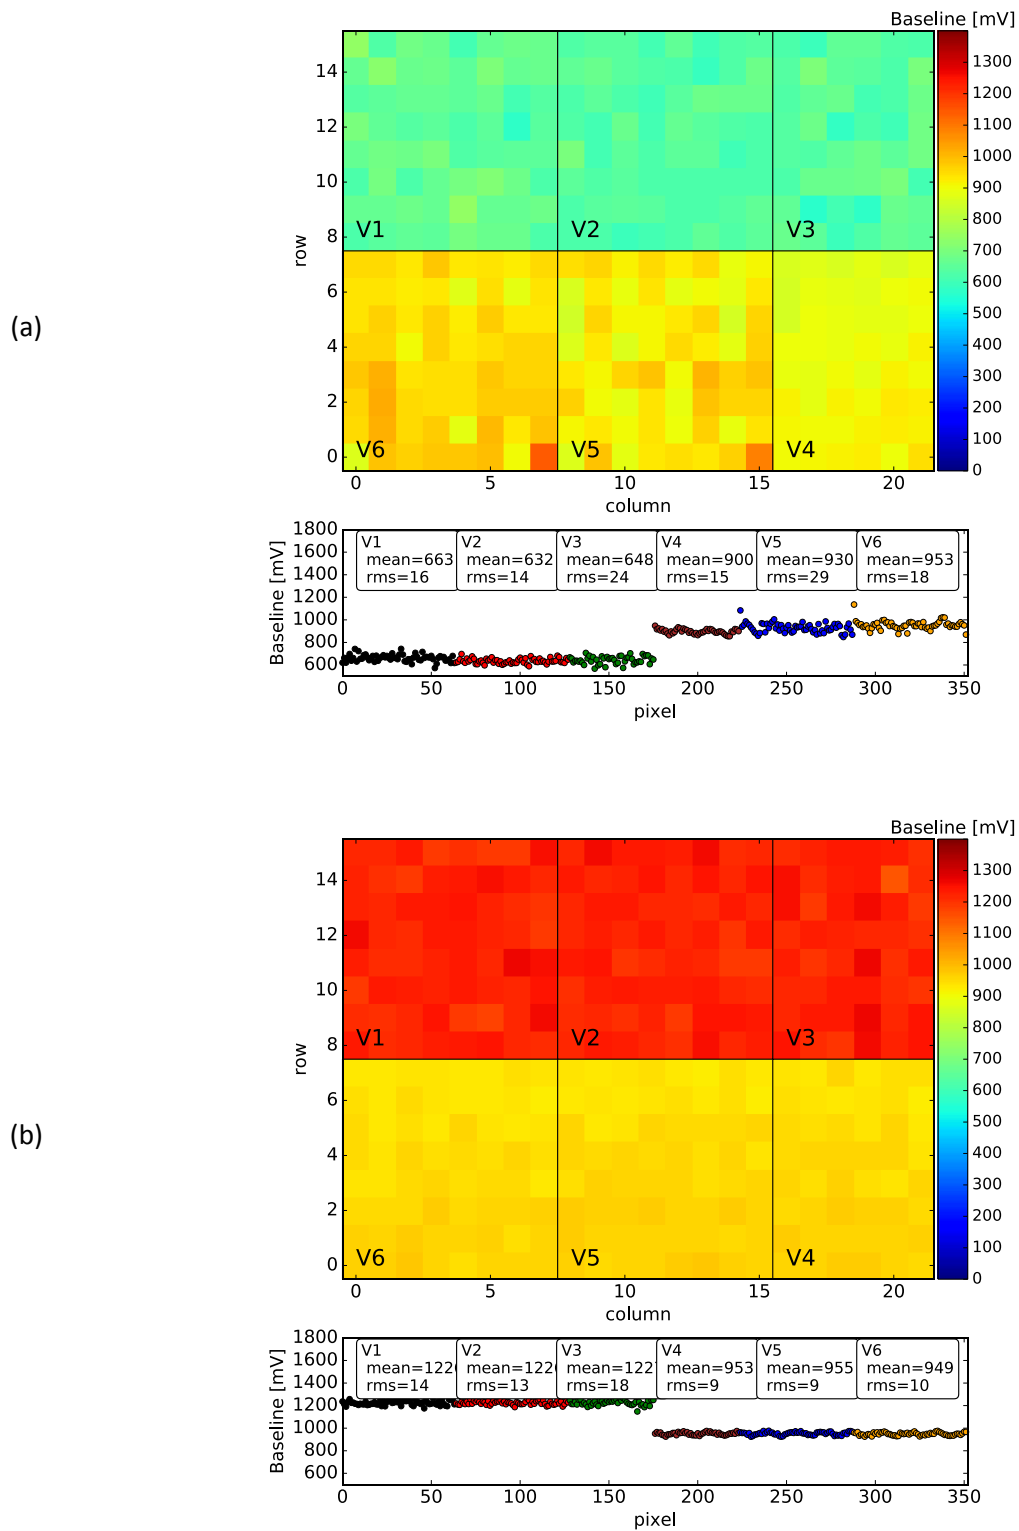 Baseline [mV]
14
12
10
8
6
4
2
0
row
V1
V2
V3
V6
V5
V4
0
5
10
15
20
column
1300
1200
1100
1000
900
800
700
600
500
400
300
200
100
0
(a)
1800
1600
1400
1200
1000
800
600
Baseline [mV]
V1
mean=663
rms=16
V2
mean=632
rms=14
V3
mean=648
rms=24
V4
mean=900
rms=15
V5
mean=930
rms=29
V6
mean=953
rms=18
0
50
100
150
200
250
300
350
pixel
Baseline [mV]
14
12
10
8
6
4
2
0
row
V1
V2
V3
V6
V5
V4
0
5
10
15
20
column
1300
1200
1100
1000
900
800
700
600
500
400
300
200
100
0
(b)
1800
1600
1400
1200
1000
800
600
Baseline [mV]
V1
rms=14
V2
rms=13
V3
rms=18
V4
mean=953
rms=9
V5
mean=955
rms=9
V6
mean=949
rms=10
0
50
100
150
200
250
300
350
pixel